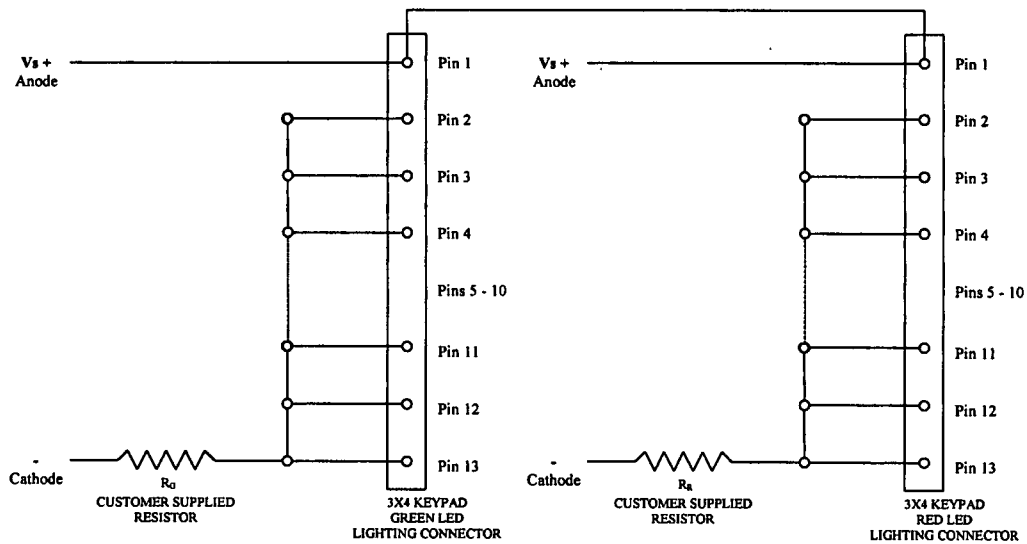 Vs +
Anode
Pin 1
Pin 2
Pin 3
Pin 4
Pins 5 - 10
Pin 11
Pin 12
Pin 13
-
Cathode
RG
CUSTOMER SUPPLIED
RESISTOR
3X4 KEYPAD
GREEN LED
LIGHTING CONNECTOR
Vs +
Anode
Pin 1
Pin 2
Pin 3
Pin 4
Pins 5 - 10
Pin 11
Pin 12
Pin 13
-
Cathode
RR
CUSTOMER SUPPLIED
RESISTOR
3X4 KEYPAD
RED LED
LIGHTING CONNECTOR